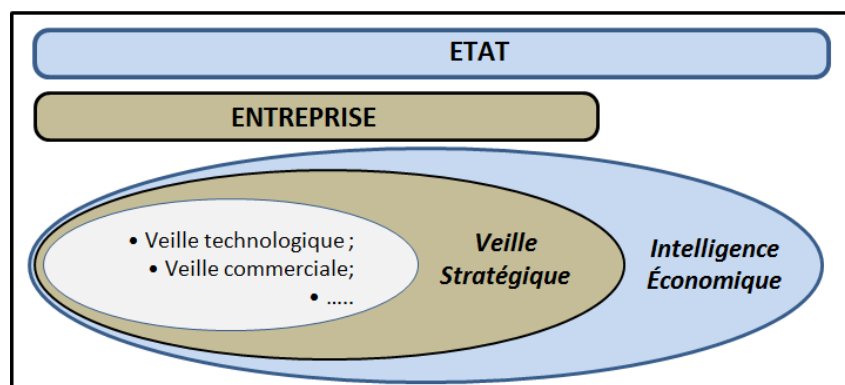 ETAT
ENTREPRISE
• Veille technologique ;
• Veille commerciale;
• .....
Veille
Stratégique
Intelligence
Économique